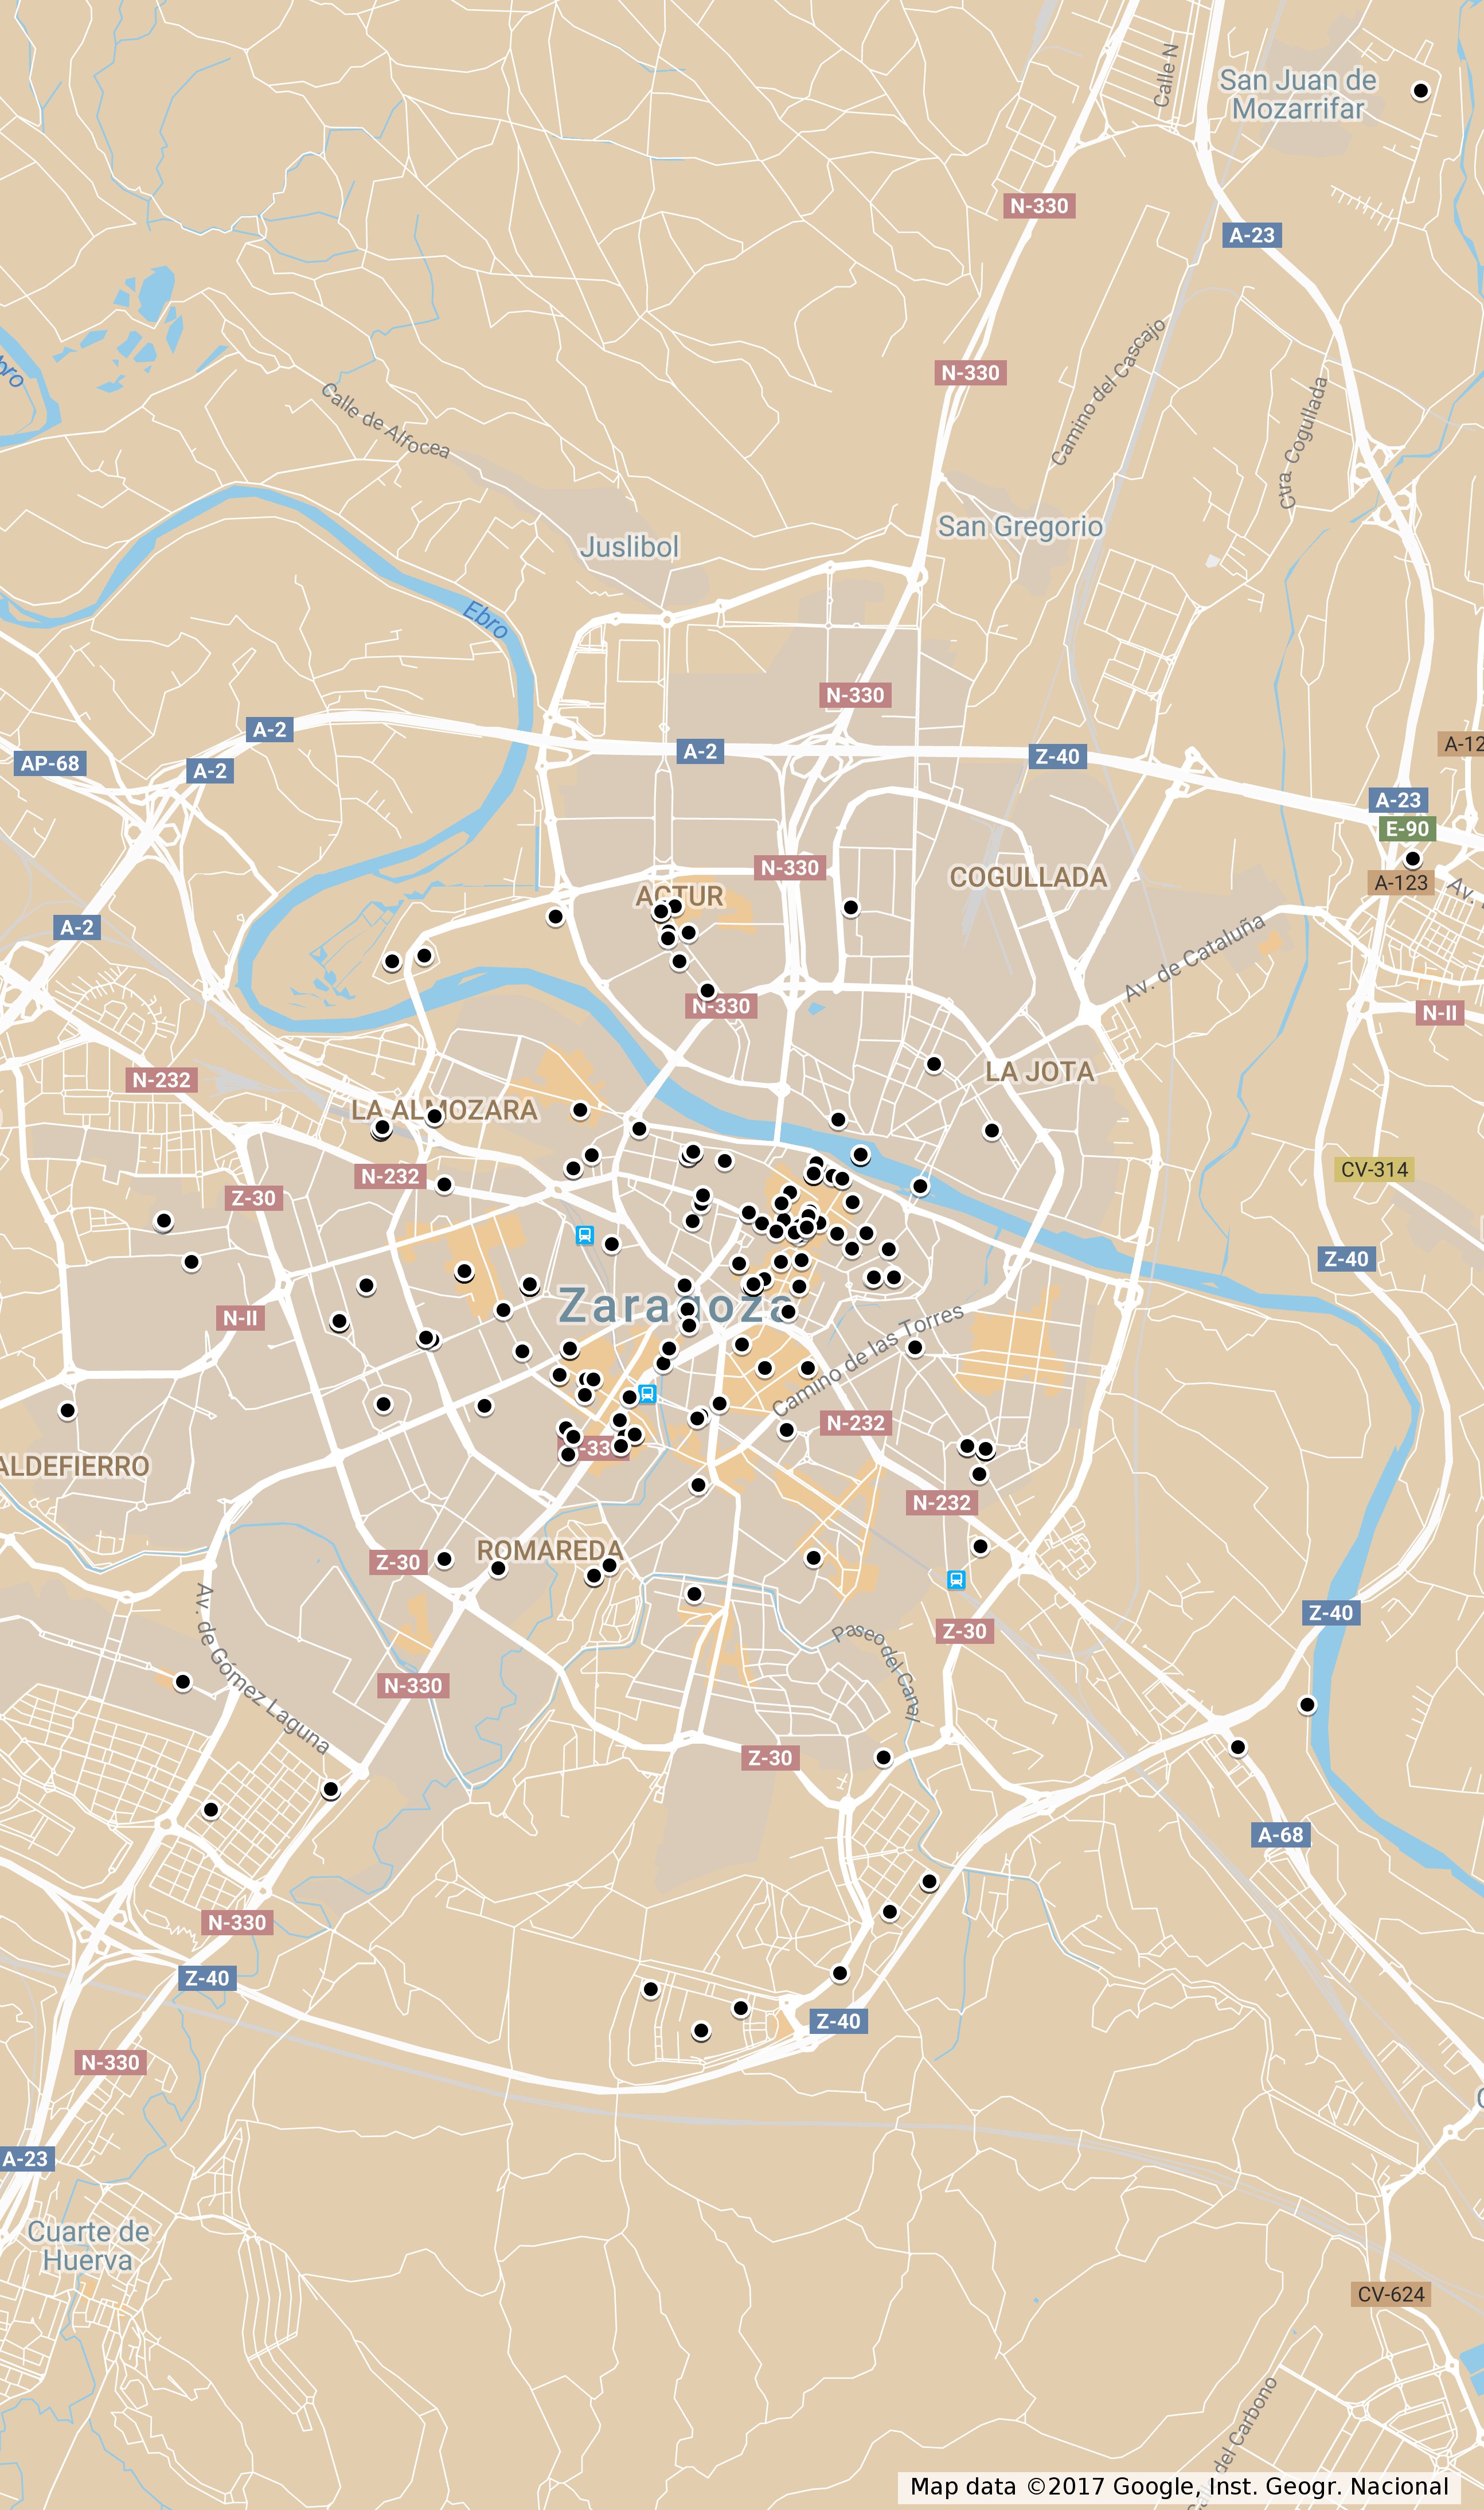 Calle N
San Juan de
Mozarrifar
N-330
A-23
N-330
Camino del Cascajo
Ctra. Cogullada
bro
Calle de Alfocea
San Gregorio
Juslibol
Ebro
N-330
A-2
A-2
Z-40
A-12
AP-68
A-2
A-23
E-90
N-330
COGULLADA
A-123
ACTUR
Av.
A-2
Av. de Cataluña
N-330
N-II
LA JOTA
N-232
LA ALMOZARA
N-232
CV-314
Z-30
Z-40
Zaragoza
N-II
Camino de las Torres
N-232
-33
ALDEFIERRO
N-232
ROMAREDA
Z-30
Av. de Gómez Laguna
Z-40
Z-30
Paseo del Canal
N-330
Z-30
A-68
N-330
Z-40
Z-40
N-330
A-23
Cuarte de
Huerva
CV-624
del Carbono
Map data ©2017 Google, Inst. Geogr. Nacional